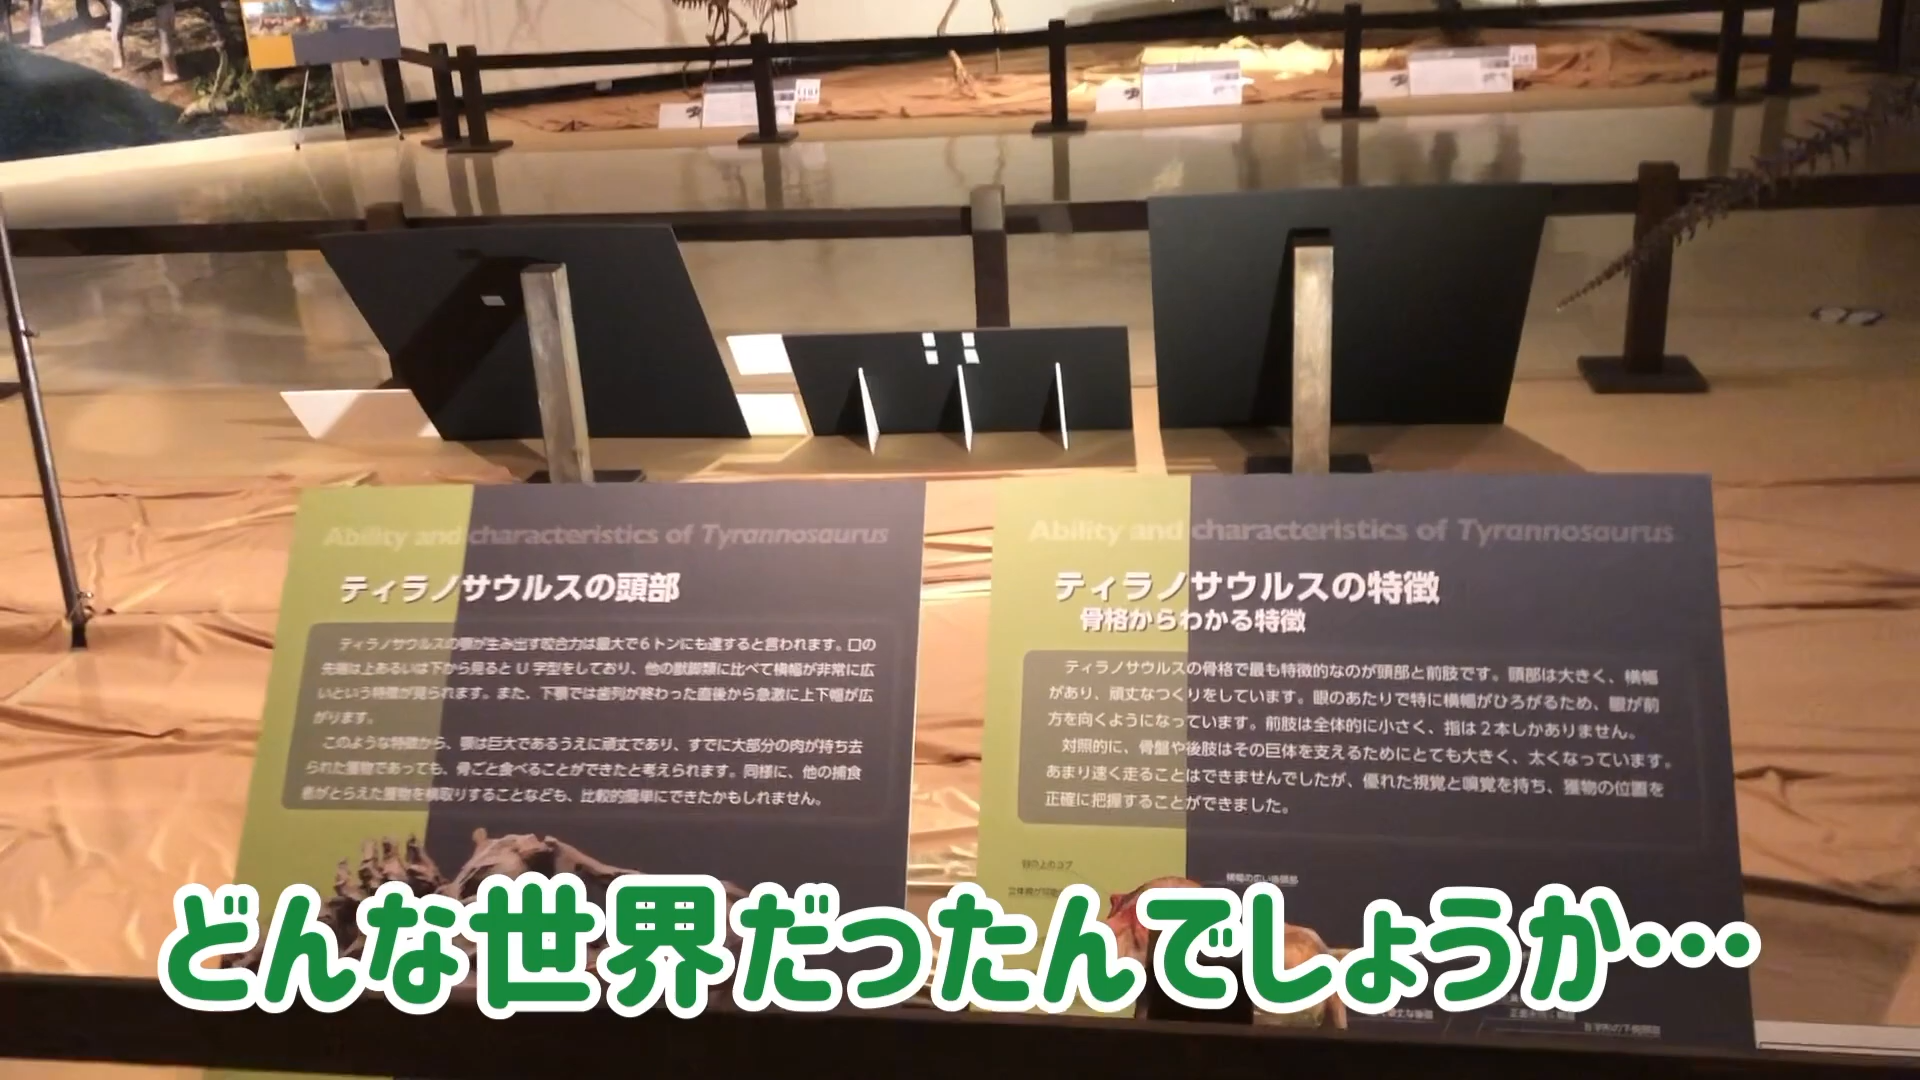 Ability and characteristics of Tyrannosaurus
ティラノサウルスの頭部
ティラノサウルスの顎が生み出す咬合力は最大で6トンにも達すると言われます。口の
先端は上あるいは下から見るとU字型をしており、他の獣脚類に比べて横幅が非常に広
いという特徴が見られます。また、下顎では歯列が終わった直後から急激に上下幅が広
がります。
このような特徴から、顎は巨大であるうえに頑丈であり、すでに大部分の肉が持ち去
られた獲物であっても、骨ごと食べることができたと考えられます。同様に、他の捕食
者がとらえた獲物を横取りすることなども、比較的簡単にできたかもしれません。
Ability and characteristics of Tyrannosaurus
ティラノサウルスの特徴
骨格からわかる特徴
ティラノサウルスの骨格で最も特徴的なのが頭部と前肢です。頭部は大きく、横幅
があり、頑丈なつくりをしています。眼のあたりで特に横幅がひろがるため、眼が前
方を向くようになっています。前肢は全体的に小さく、指は2本しかありません。
対照的に、骨盤や後肢はその巨体を支えるためにとても大きく、太くなっています。
あまり速く走ることはできませんでしたが、優れた視覚と嗅覚を持ち、獲物の位置を
正確に把握することができました。
横幅の広い後頭部
どんな世界だったんでしょうか…